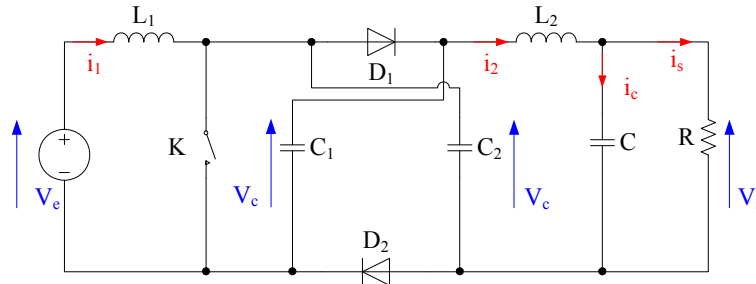 L1 L2
i1 D1 i2 is
ic
K C1 C2 C R
Ve Vc Vc V
D2